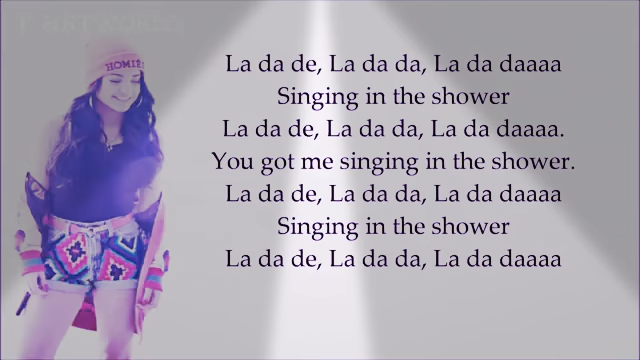 HOMIE
La da de, La da da, La da daaaa
Singing in the shower
La da de, La da da, La da daaaa.
You got me singing in the shower.
La da de, La da da, La da daaaa
Singing in the shower
La da de, La da da, La da daaaa